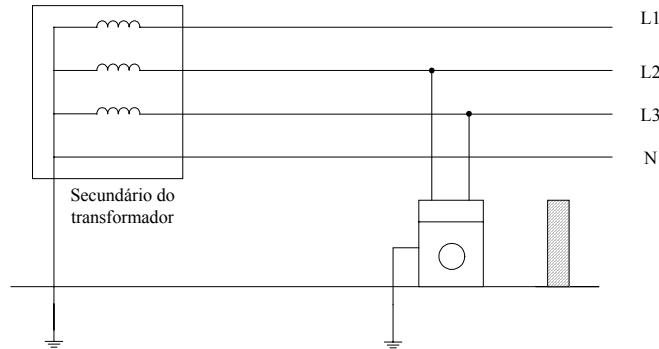 L1
L2
L3
N
Secundário do
transformador